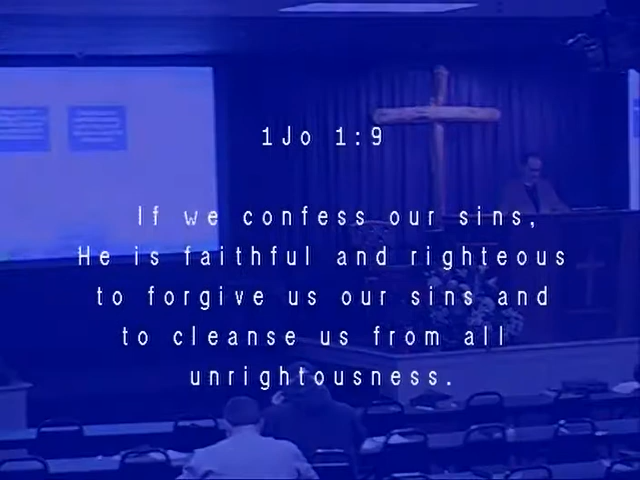 1Jo 1:9
If we confess our sins,
He is faithful and righteous
to forgive us our sins and
to cleanse us from all
unrightousness.